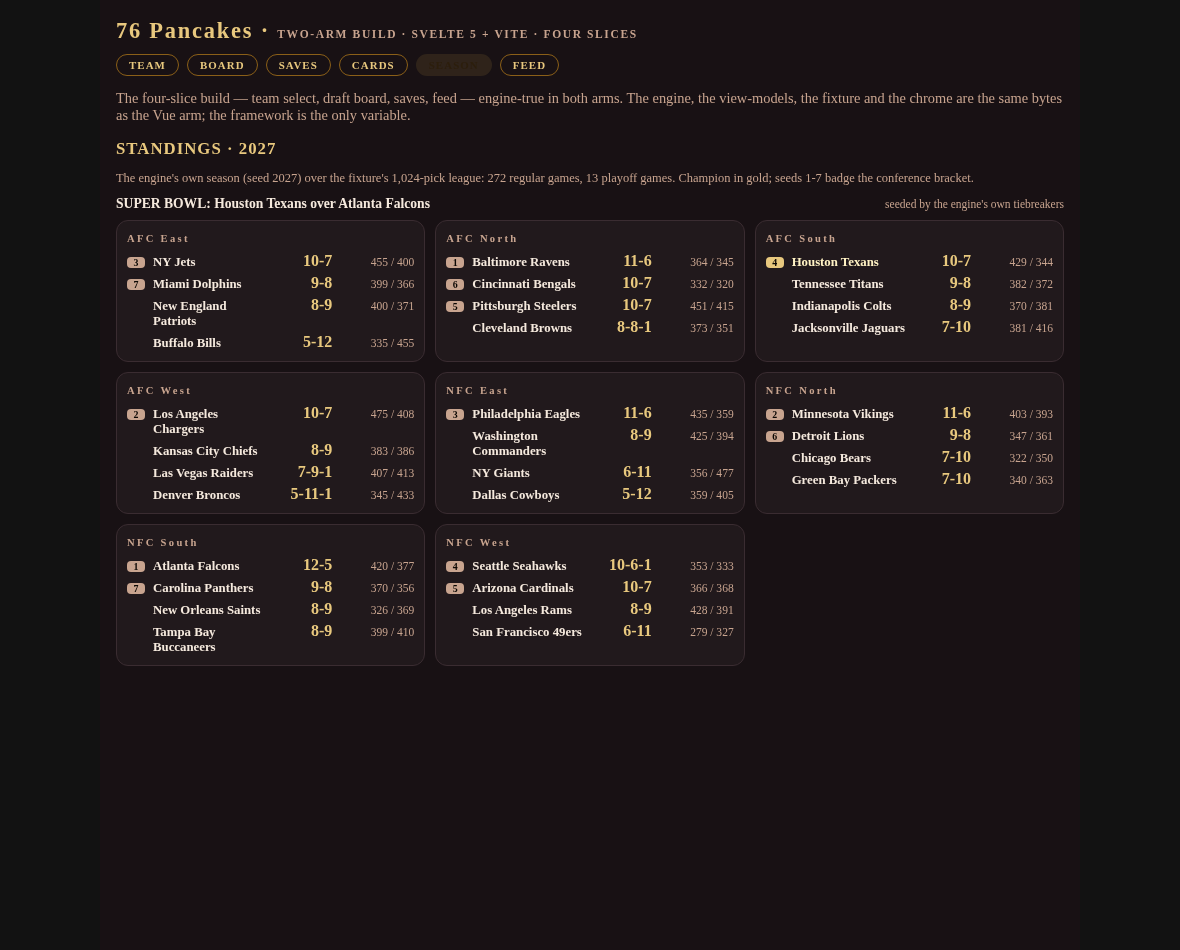 76 Pancakes · TWO-ARM BUILD · SVELTE 5 + VITE · FOUR SLICES
TEAM BOARD SAVES CARDS SEASON FEED
The four-slice build — team select, draft board, saves, feed — engine-true in both arms. The engine, the view-models, the fixture and the chrome are the same bytes
as the Vue arm; the framework is the only variable.
STANDINGS · 2027
The engine's own season (seed 2027) over the fixture's 1,024-pick league: 272 regular games, 13 playoff games. Champion in gold; seeds 1-7 badge the conference bracket.
SUPER BOWL: Houston Texans over Atlanta Falcons
seeded by the engine's own tiebreakers
AFC East
3 NY Jets 10-7 455 / 400
7 Miami Dolphins 9-8 399 / 366
New England 8-9 400 / 371
Patriots
Buffalo Bills 5-12 335 / 455
AFC North
1 Baltimore Ravens 11-6 364 / 345
6 Cincinnati Bengals 10-7 332 / 320
5 Pittsburgh Steelers 10-7 451 / 415
Cleveland Browns 8-8-1 373 / 351
AFC South
4 Houston Texans 10-7 429 / 344
Tennessee Titans 9-8 382 / 372
Indianapolis Colts 8-9 370 / 381
Jacksonville Jaguars 7-10 381 / 416
AFC West
2 Los Angeles 10-7 475 / 408
Chargers
Kansas City Chiefs 8-9 383 / 386
Las Vegas Raiders 7-9-1 407 / 413
Denver Broncos 5-11-1 345 / 433
NFC East
3 Philadelphia Eagles 11-6 435 / 359
Washington 8-9 425 / 394
Commanders
NY Giants 6-11 356 / 477
Dallas Cowboys 5-12 359 / 405
NFC North
2 Minnesota Vikings 11-6 403 / 393
6 Detroit Lions 9-8 347 / 361
Chicago Bears 7-10 322 / 350
Green Bay Packers 7-10 340 / 363
NFC South
1 Atlanta Falcons 12-5 420 / 377
7 Carolina Panthers 9-8 370 / 356
New Orleans Saints 8-9 326 / 369
Tampa Bay 8-9 399 / 410
Buccaneers
NFC West
4 Seattle Seahawks 10-6-1 353 / 333
5 Arizona Cardinals 10-7 366 / 368
Los Angeles Rams 8-9 428 / 391
San Francisco 49ers 6-11 279 / 327